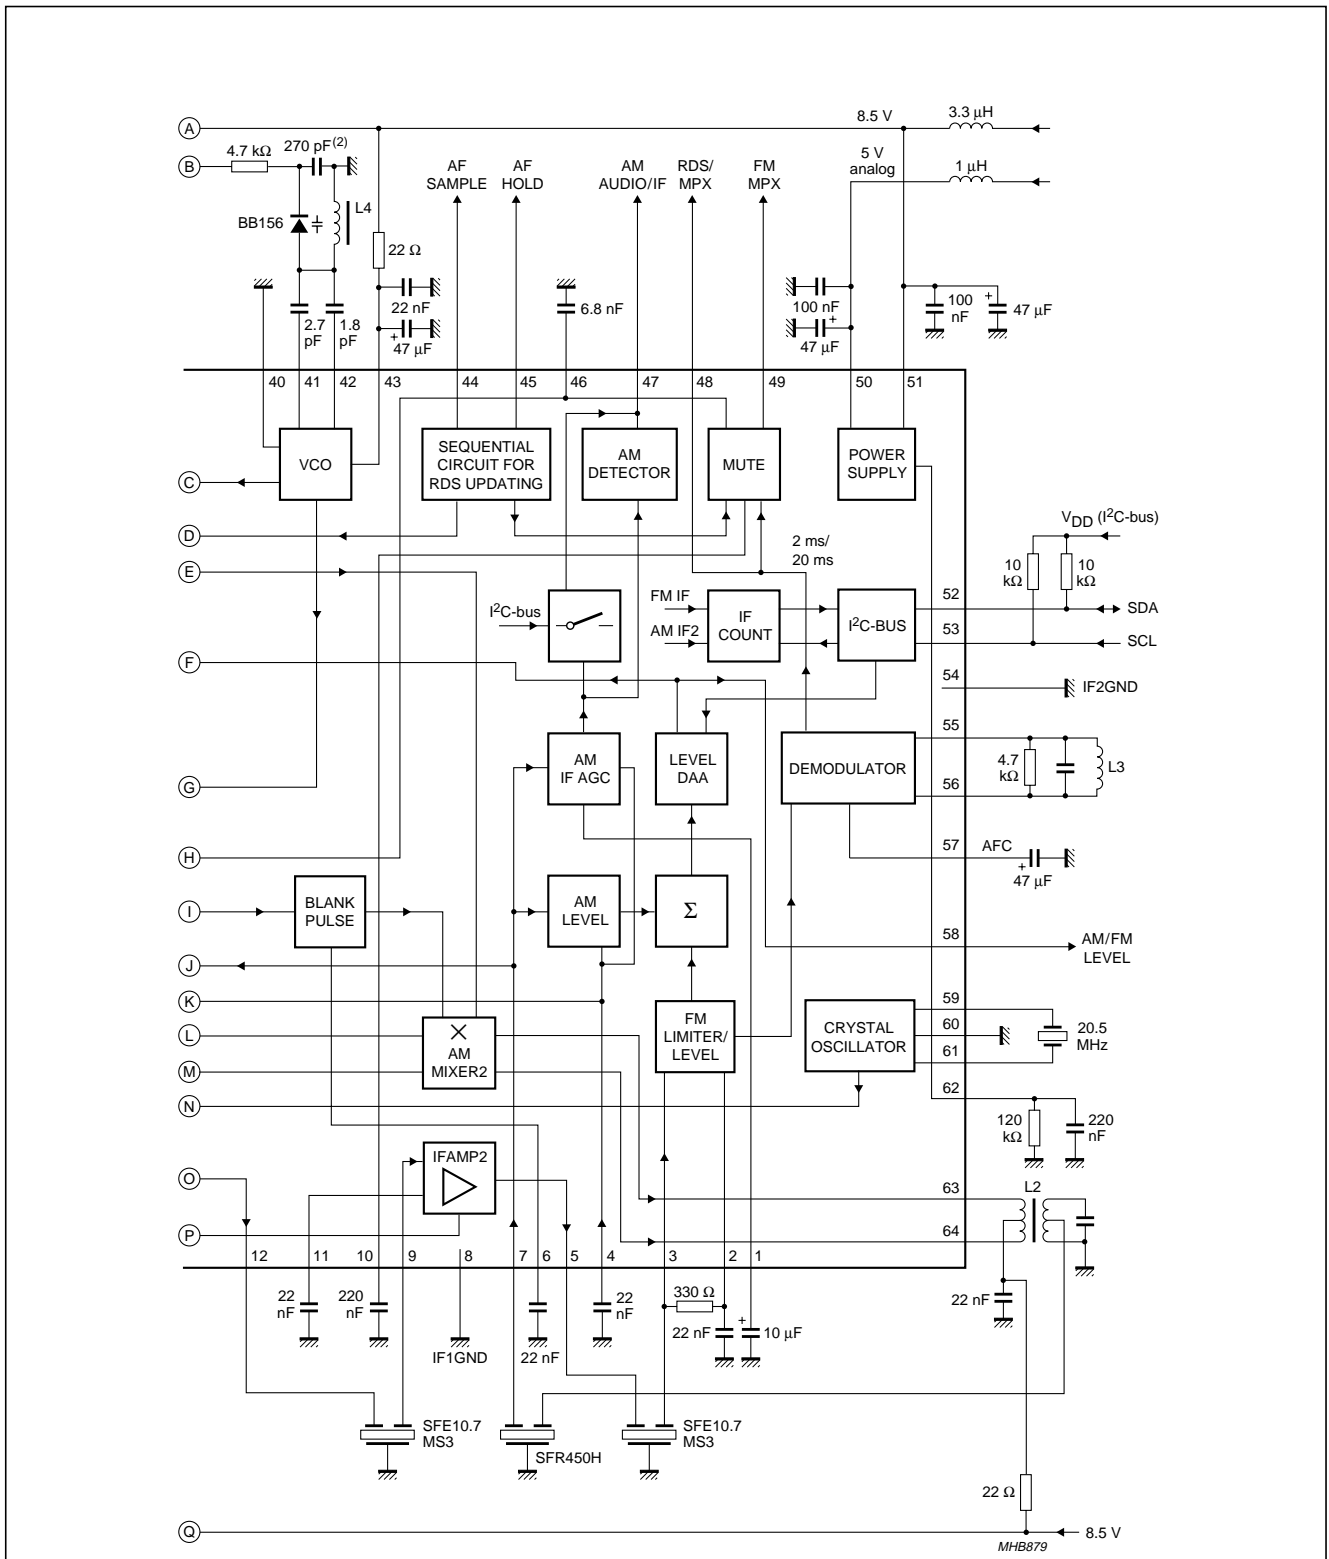 A
8.5 V
3.3 µH
B
4.7 kΩ
270 pF(2)
AF SAMPLE
AF HOLD
AM AUDIO/IF
RDS/ MPX
FM MPX
5 V analog
1 µH
BB156
L4
22 Ω
22 nF
47 µF
+
2.7 pF
1.8 pF
6.8 nF
100 nF
47 µF
+
100 nF
+
47 µF
40
41
42
43
44
45
46
47
48
49
50
51
VCO
SEQUENTIAL CIRCUIT FOR RDS UPDATING
AM DETECTOR
MUTE
POWER SUPPLY
C
D
E
2 ms/ 20 ms
VDD (I2C-bus)
10 kΩ
10 kΩ
I2C-bus
FM IF
AM IF2
IF COUNT
I2C-BUS
52
SDA
53
SCL
F
54
IF2GND
AM IF AGC
LEVEL DAA
DEMODULATOR
55
4.7 kΩ
L3
56
G
H
57
AFC
+
47 µF
I
BLANK PULSE
AM LEVEL
Σ
58
AM/FM LEVEL
J
K
L
M
N
AM MIXER2
FM LIMITER/ LEVEL
CRYSTAL OSCILLATOR
59
60
61
20.5 MHz
62
120 kΩ
220 nF
O
IFAMP2
P
63
64
L2
12
11
10
9
8
7
6
5
4
3
2
1
22 nF
220 nF
IF1GND
22 nF
22 nF
330 Ω
22 nF
+
10 µF
22 nF
SFE10.7 MS3
SFR450H
SFE10.7 MS3
22 Ω
Q
8.5 V
MHB879